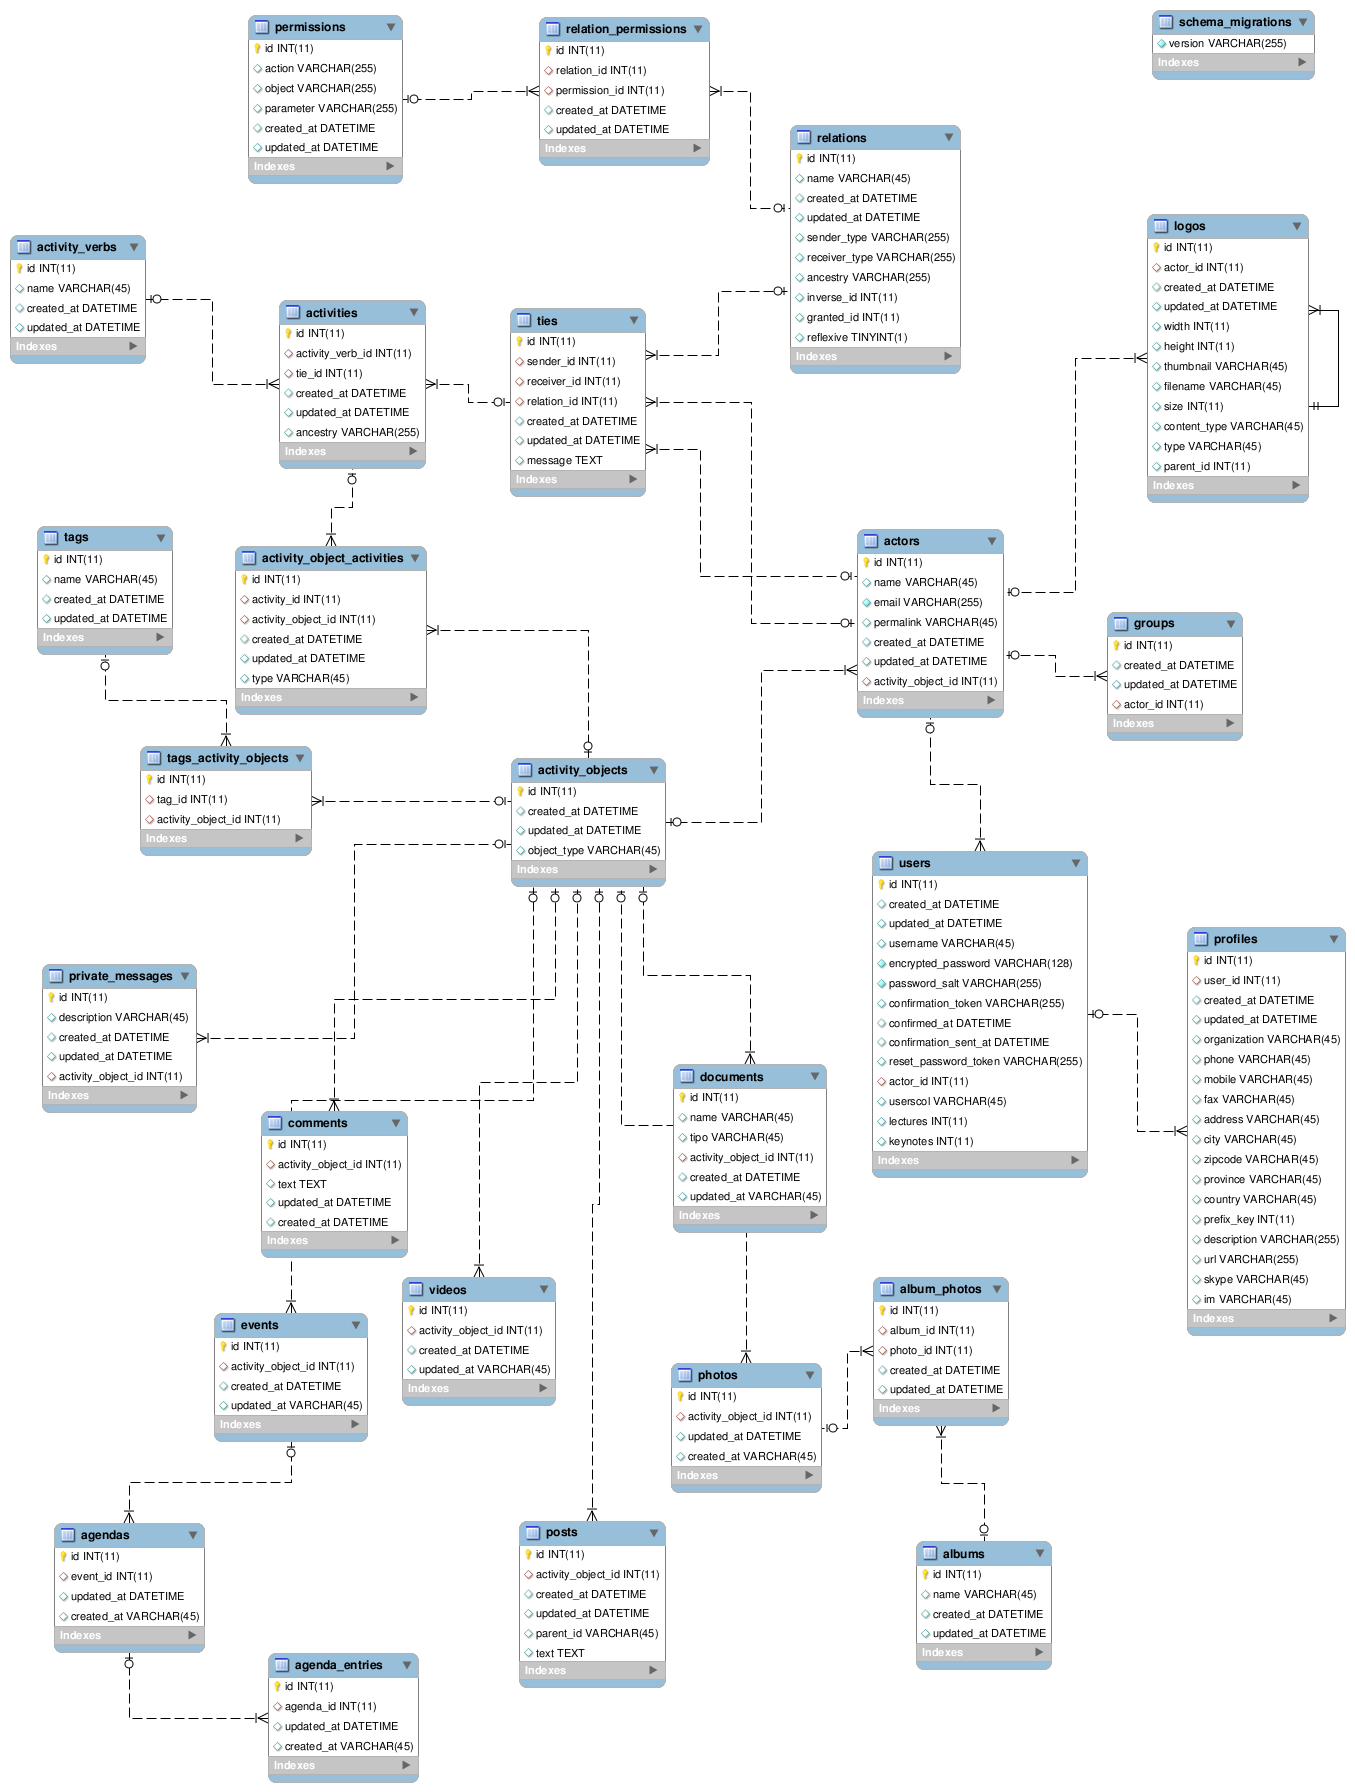 permissions
id INT(11)
action VARCHAR(255)
object VARCHAR(255)
parameter VARCHAR(255)
created_at DATETIME
updated_at DATETIME
Indexes
relation_permissions
id INT(11)
relation_id INT(11)
permission_id INT(11)
created_at DATETIME
updated_at DATETIME
Indexes
schema_migrations
version VARCHAR(255)
Indexes
relations
id INT(11)
name VARCHAR(45)
created_at DATETIME
updated_at DATETIME
sender_type VARCHAR(255)
receiver_type VARCHAR(255)
ancestry VARCHAR(255)
inverse_id INT(11)
granted_id INT(11)
reflexive TINYINT(1)
Indexes
logos
id INT(11)
actor_id INT(11)
created_at DATETIME
updated_at DATETIME
width INT(11)
height INT(11)
thumbnail VARCHAR(45)
filename VARCHAR(45)
size INT(11)
content_type VARCHAR(45)
type VARCHAR(45)
parent_id INT(11)
Indexes
activity_verbs
id INT(11)
name VARCHAR(45)
created_at DATETIME
updated_at DATETIME
Indexes
activities
id INT(11)
activity_verb_id INT(11)
tie_id INT(11)
created_at DATETIME
updated_at DATETIME
ancestry VARCHAR(255)
Indexes
ties
id INT(11)
sender_id INT(11)
receiver_id INT(11)
relation_id INT(11)
created_at DATETIME
updated_at DATETIME
message TEXT
Indexes
tags
id INT(11)
name VARCHAR(45)
created_at DATETIME
updated_at DATETIME
Indexes
activity_object_activities
id INT(11)
activity_id INT(11)
activity_object_id INT(11)
created_at DATETIME
updated_at DATETIME
type VARCHAR(45)
Indexes
actors
id INT(11)
name VARCHAR(45)
email VARCHAR(255)
permalink VARCHAR(45)
created_at DATETIME
updated_at DATETIME
activity_object_id INT(11)
Indexes
groups
id INT(11)
created_at DATETIME
updated_at DATETIME
actor_id INT(11)
Indexes
tags_activity_objects
id INT(11)
tag_id INT(11)
activity_object_id INT(11)
Indexes
activity_objects
id INT(11)
created_at DATETIME
updated_at DATETIME
object_type VARCHAR(45)
Indexes
users
id INT(11)
created_at DATETIME
updated_at DATETIME
username VARCHAR(45)
encrypted_password VARCHAR(128)
password_salt VARCHAR(255)
confirmation_token VARCHAR(255)
confirmed_at DATETIME
confirmation_sent_at DATETIME
reset_password_token VARCHAR(255)
actor_id INT(11)
userscol VARCHAR(45)
lectures INT(11)
keynotes INT(11)
Indexes
profiles
id INT(11)
user_id INT(11)
created_at DATETIME
updated_at DATETIME
organization VARCHAR(45)
phone VARCHAR(45)
mobile VARCHAR(45)
fax VARCHAR(45)
address VARCHAR(45)
city VARCHAR(45)
zipcode VARCHAR(45)
province VARCHAR(45)
country VARCHAR(45)
prefix_key INT(11)
description VARCHAR(255)
url VARCHAR(255)
skype VARCHAR(45)
im VARCHAR(45)
Indexes
private_messages
id INT(11)
description VARCHAR(45)
created_at DATETIME
updated_at DATETIME
activity_object_id INT(11)
Indexes
documents
id INT(11)
name VARCHAR(45)
tipo VARCHAR(45)
activity_object_id INT(11)
created_at DATETIME
updated_at VARCHAR(45)
Indexes
comments
id INT(11)
activity_object_id INT(11)
text TEXT
updated_at DATETIME
created_at DATETIME
Indexes
videos
id INT(11)
activity_object_id INT(11)
created_at DATETIME
updated_at VARCHAR(45)
Indexes
album_photos
id INT(11)
album_id INT(11)
photo_id INT(11)
created_at DATETIME
updated_at DATETIME
Indexes
events
id INT(11)
activity_object_id INT(11)
created_at DATETIME
updated_at VARCHAR(45)
Indexes
photos
id INT(11)
activity_object_id INT(11)
updated_at DATETIME
created_at VARCHAR(45)
Indexes
agendas
id INT(11)
event_id INT(11)
updated_at DATETIME
created_at VARCHAR(45)
Indexes
posts
id INT(11)
activity_object_id INT(11)
created_at DATETIME
updated_at DATETIME
parent_id VARCHAR(45)
text TEXT
Indexes
albums
id INT(11)
name VARCHAR(45)
created_at DATETIME
updated_at DATETIME
Indexes
agenda_entries
id INT(11)
agenda_id INT(11)
updated_at DATETIME
created_at VARCHAR(45)
Indexes